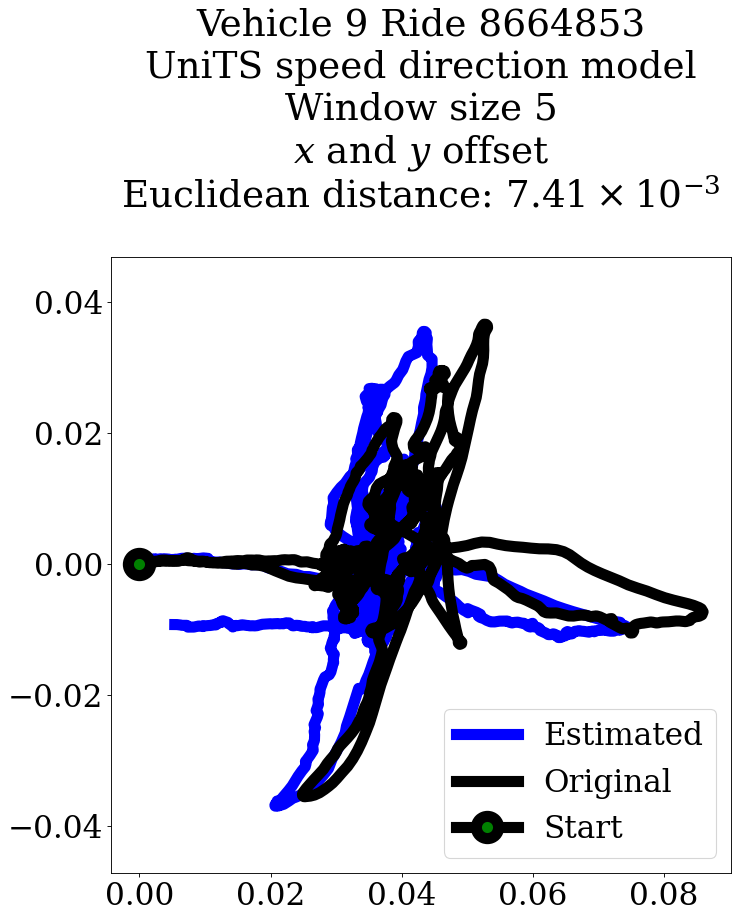 Vehicle 9 Ride 8664853
UniTS speed direction model
Window size 5
x and y offset
Euclidean distance: 7.41 × 10⁻³
0.04
0.02
0.00
−0.02
−0.04
Estimated
Original
Start
0.00 0.02 0.04 0.06 0.08